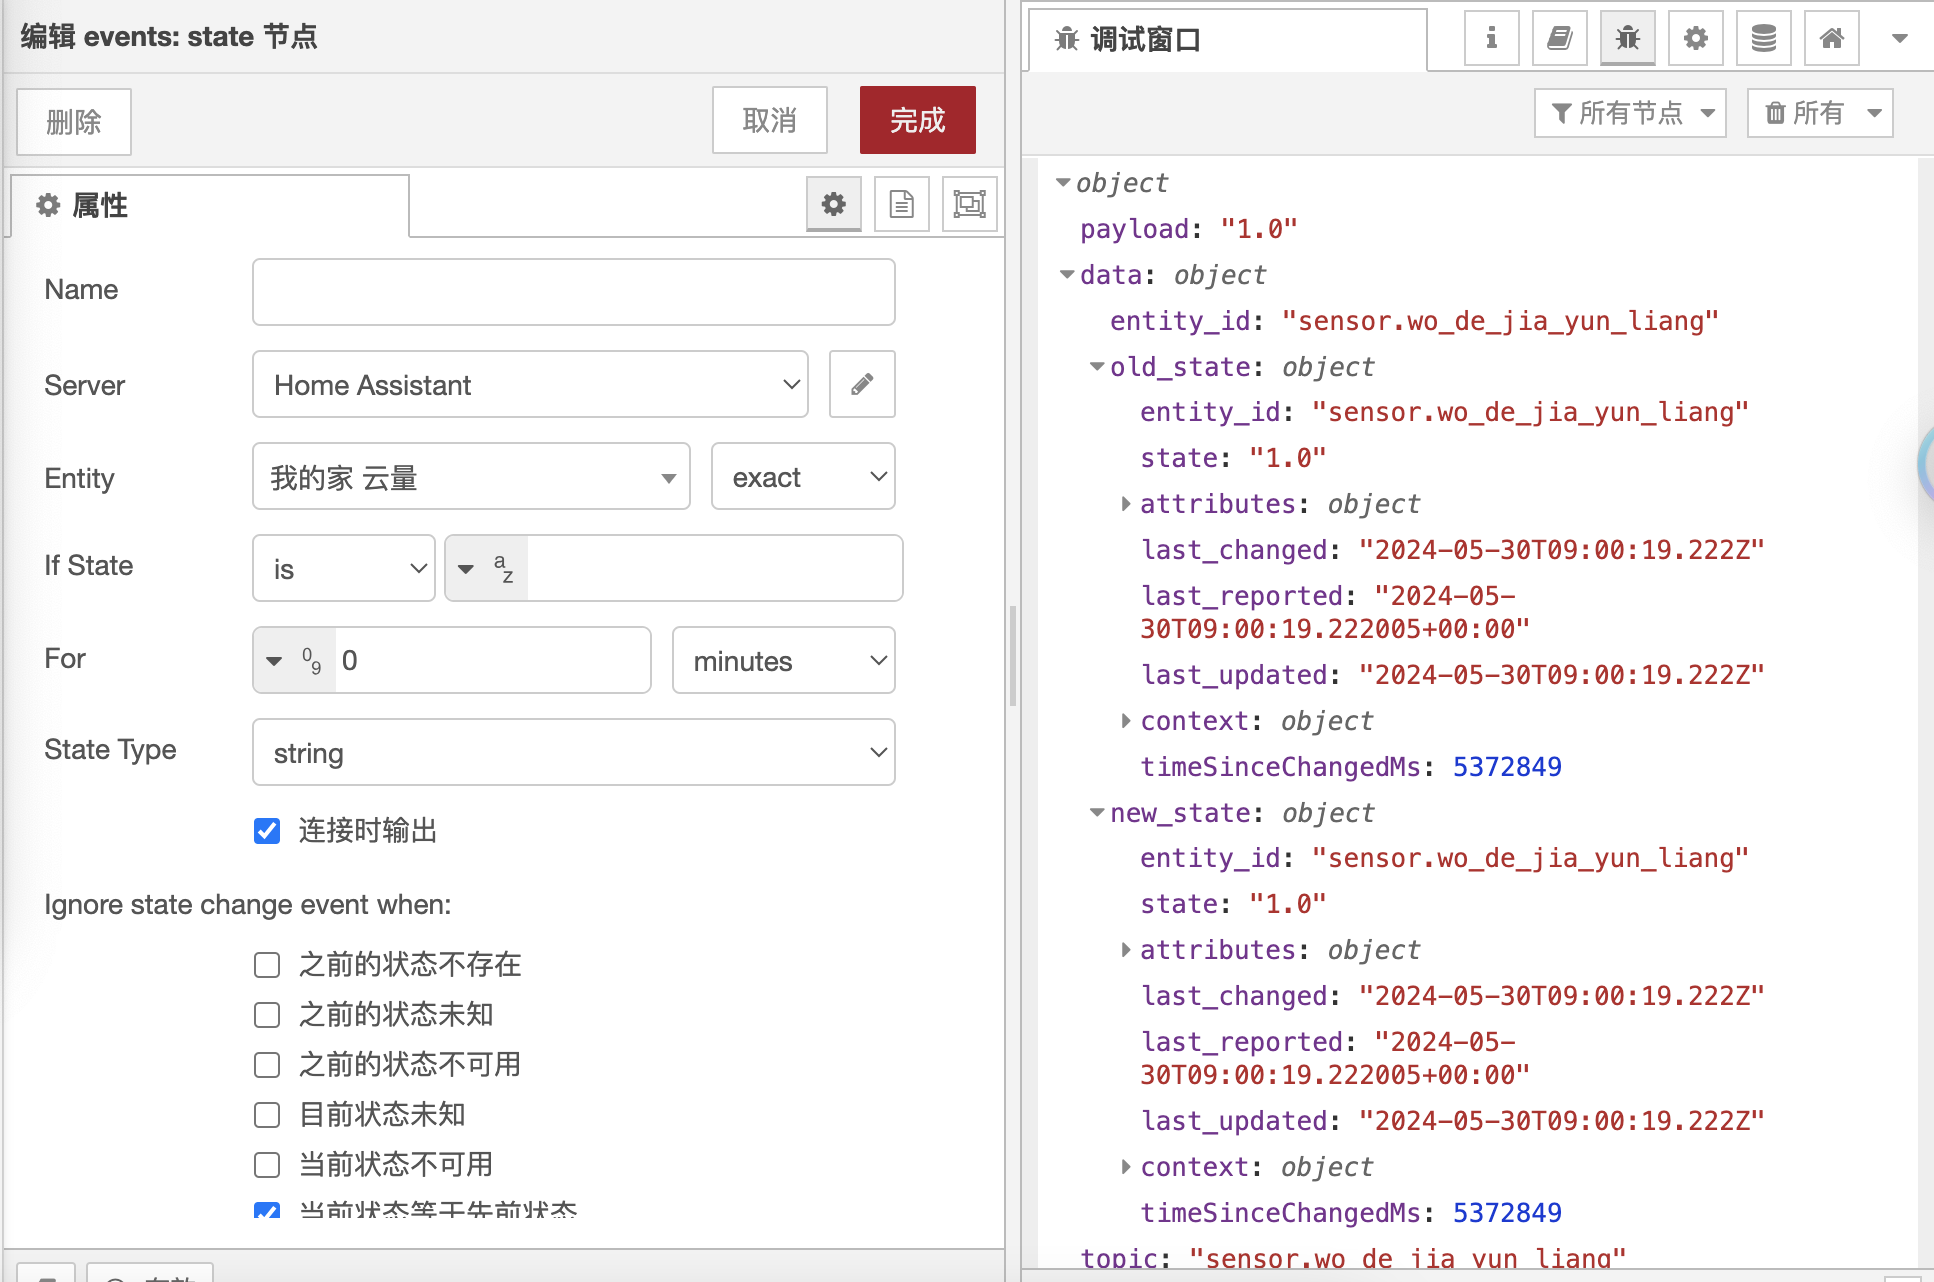 编辑 events: state 节点
删除
取消
完成
属性
Name
Server
Home Assistant
Entity
我的家 云量
exact
If State
is
a
z
For
0
9
0
minutes
State Type
string
连接时输出
Ignore state change event when:
之前的状态不存在
之前的状态未知
之前的状态不可用
目前状态未知
当前状态不可用
当前状态等于先前状态
有效
调试窗口
所有节点
所有
object
payload: "1.0"
data: object
entity_id: "sensor.wo_de_jia_yun_liang"
old_state: object
entity_id: "sensor.wo_de_jia_yun_liang"
state: "1.0"
attributes: object
last_changed: "2024-05-30T09:00:19.222Z"
last_reported: "2024-05-
30T09:00:19.222005+00:00"
last_updated: "2024-05-30T09:00:19.222Z"
context: object
timeSinceChangedMs: 5372849
new_state: object
entity_id: "sensor.wo_de_jia_yun_liang"
state: "1.0"
attributes: object
last_changed: "2024-05-30T09:00:19.222Z"
last_reported: "2024-05-
30T09:00:19.222005+00:00"
last_updated: "2024-05-30T09:00:19.222Z"
context: object
timeSinceChangedMs: 5372849
topic: "sensor.wo_de_jia_yun_liang"